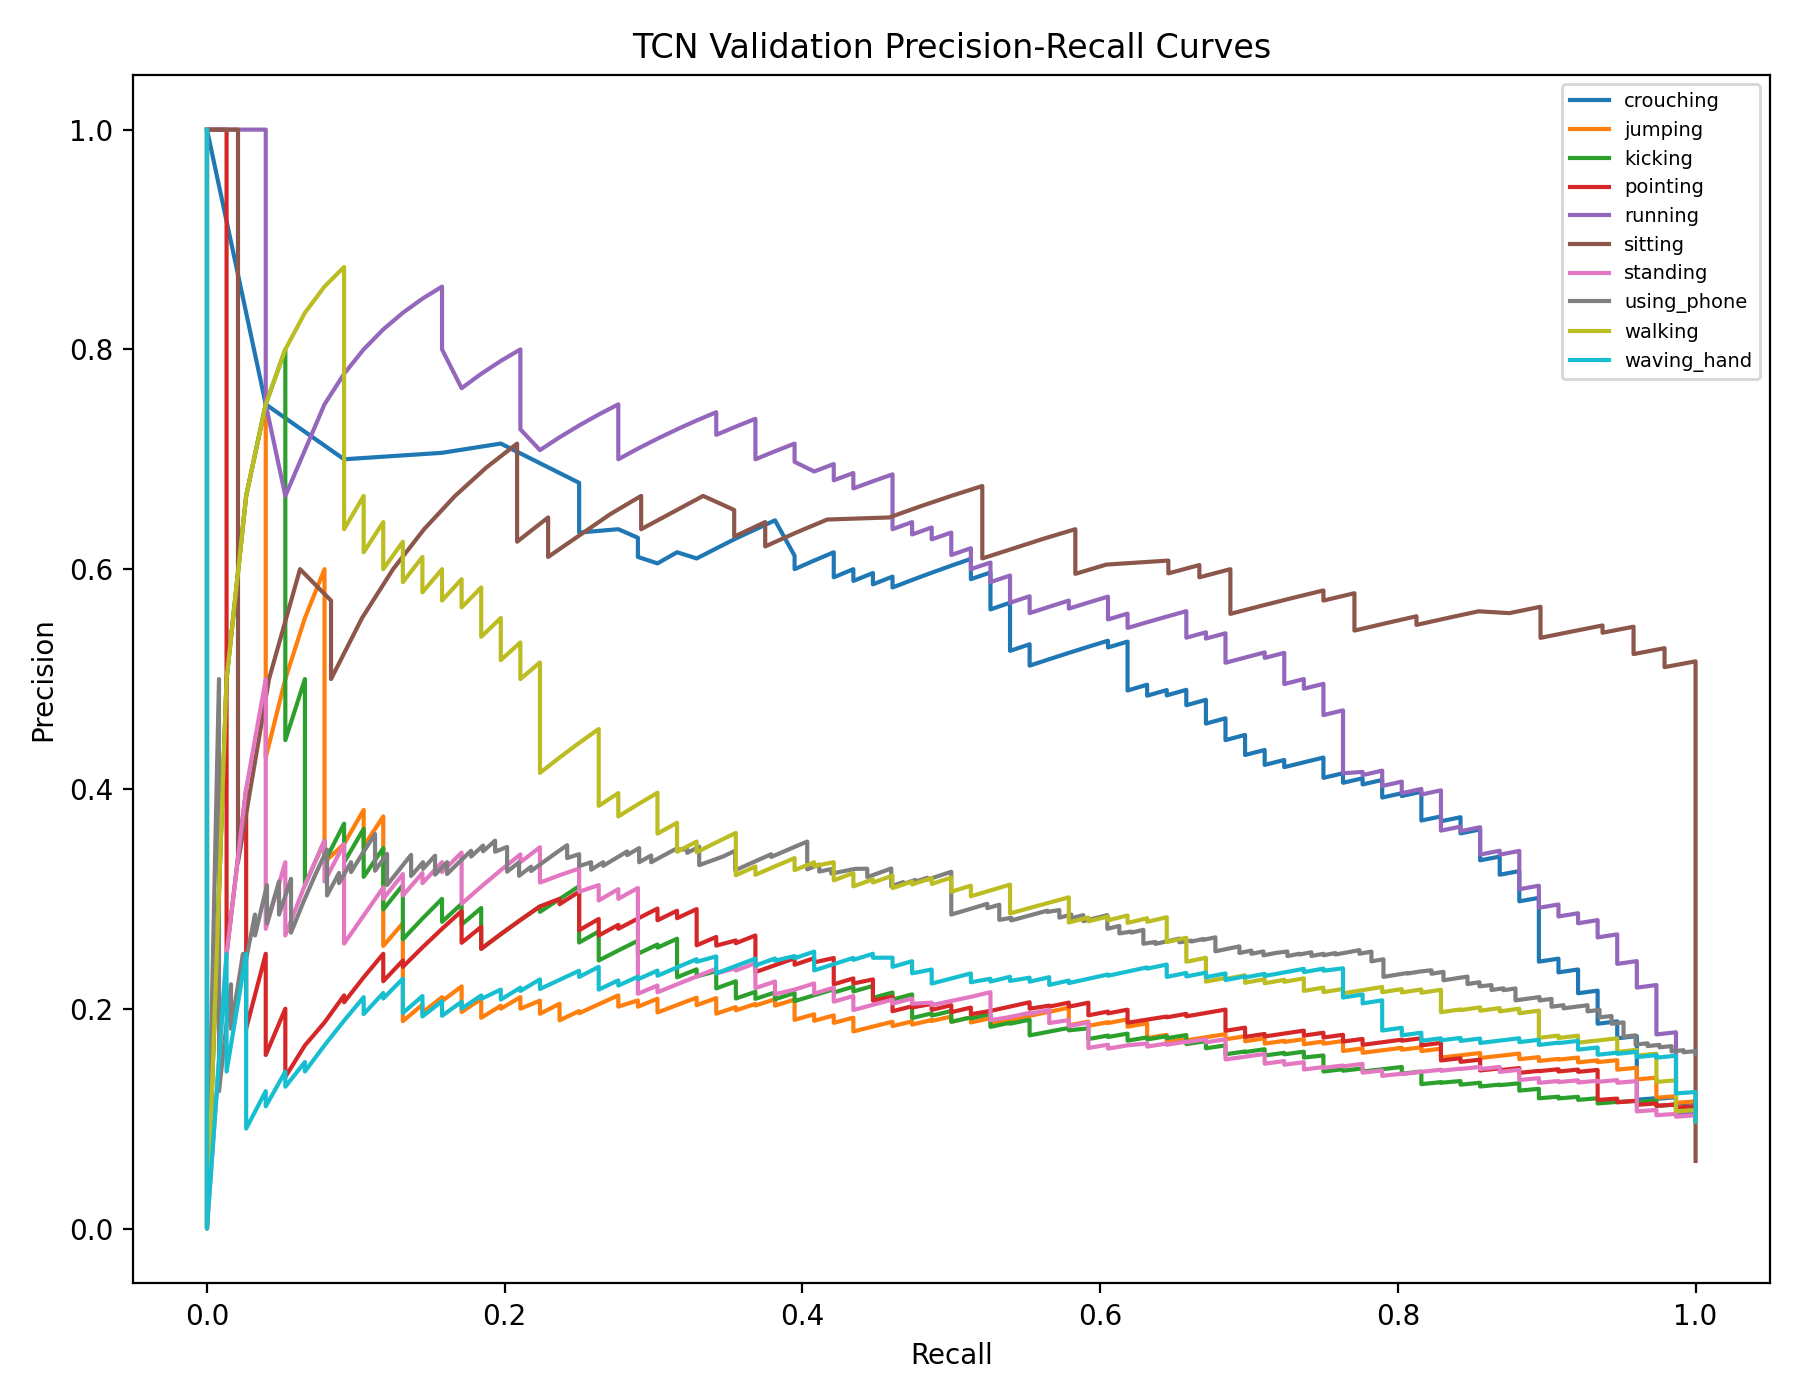 TCN Validation Precision-Recall Curves
crouching
jumping
kicking
pointing
running
sitting
standing
using_phone
walking
waving_hand
Precision
1.0
0.8
0.6
0.4
0.2
0.0
0.0 0.2 0.4 0.6 0.8 1.0
Recall